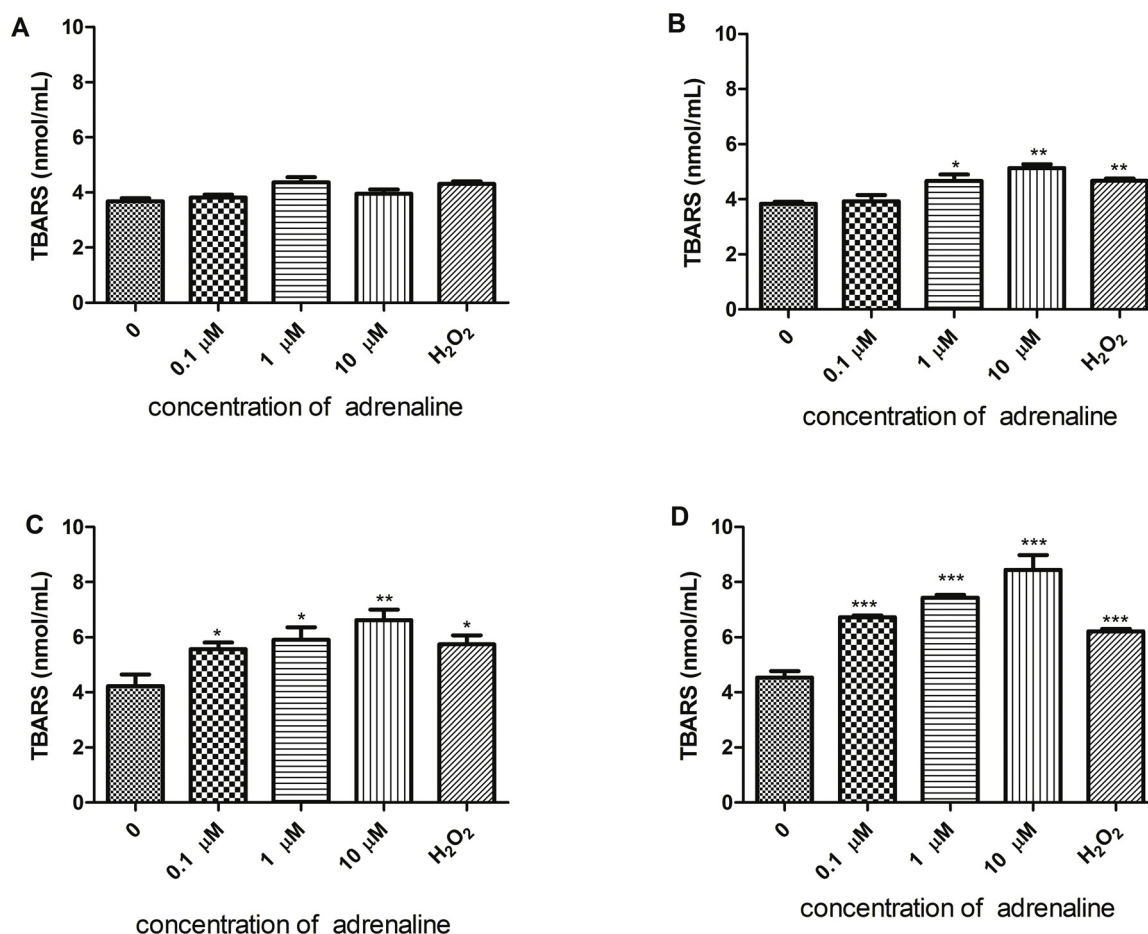 A
TBARS (nmol/mL)
10
8
6
4
2
0
0
0.1 μM
1 μM
10 μM
H₂O₂
concentration of adrenaline
B
TBARS (nmol/mL)
10
8
6
4
2
0
*
**
**
0
0.1 μM
1 μM
10 μM
H₂O₂
concentration of adrenaline
C
TBARS (nmol/mL)
10
8
6
4
2
0
*
*
**
*
0
0.1 μM
1 μM
10 μM
H₂O₂
concentration of adrenaline
D
TBARS (nmol/mL)
10
8
6
4
2
0
***
***
***
***
0
0.1 μM
1 μM
10 μM
H₂O₂
concentration of adrenaline